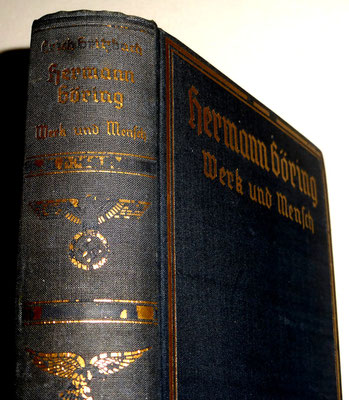 Erich Gritzbach
Hermann
Göring
Werk und Mensch
Hermann Göring
Werk und Mensch